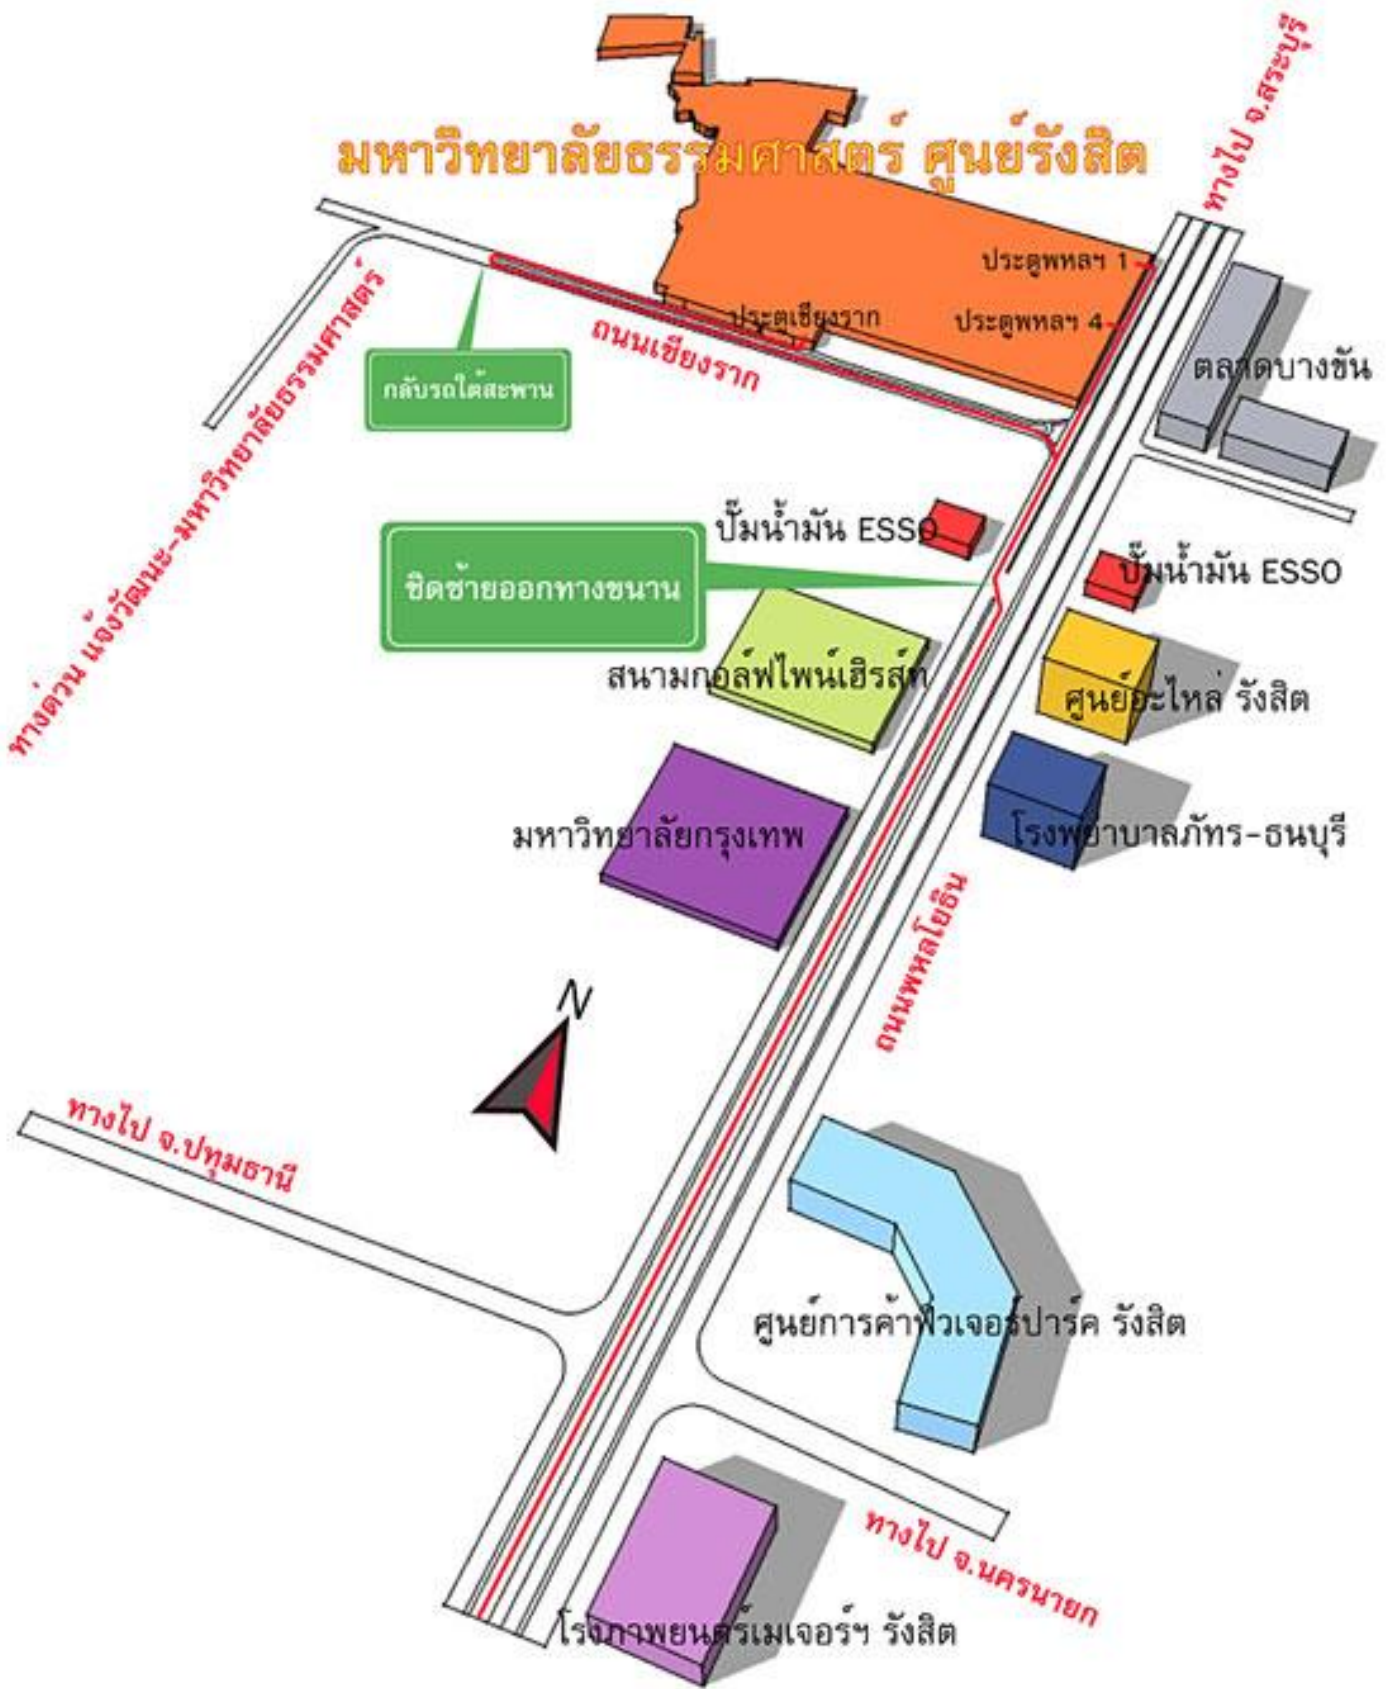 มหาวิทยาลัยธรรมศาสตร์ ศูนย์รังสิต
ทางไป จ.สระบุรี
ประตูพหลฯ 1
ประตูเชียงราก
ประตูพหลฯ 4
ถนนเชียงราก
ตลาดบางขัน
กลับรถใต้สะพาน
ทางด่วน แจ้งวัฒนะ-มหาวิทยาลัยธรรมศาสตร์
ปั๊มน้ำมัน ESSO
ปั๊มน้ำมัน ESSO
ชิดซ้ายออกทางขนาน
สนามกอล์ฟไพน์เฮิรส์ท
ศูนย์อะไหล่ รังสิต
มหาวิทยาลัยกรุงเทพ
โรงพยาบาลภัทร-ธนบุรี
ถนนพหลโยธิน
N
ทางไป จ.ปทุมธานี
ศูนย์การค้าฟิวเจอร์ปาร์ค รังสิต
ทางไป จ.นครนายก
โรงภาพยนตร์เมเจอร์ฯ รังสิต